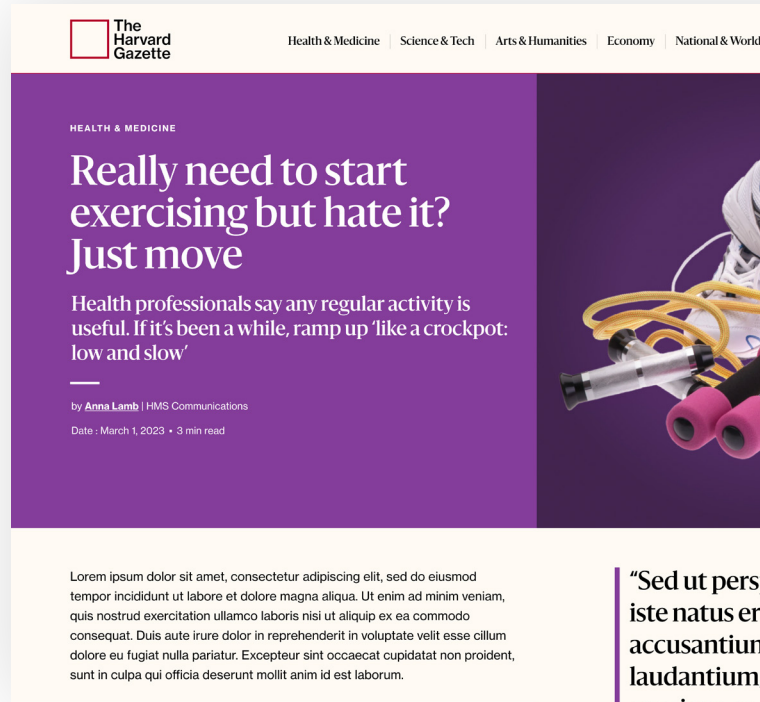 The
Harvard
Gazette
Health & Medicine
Science & Tech
Arts & Humanities
Economy
National & World
HEALTH & MEDICINE
Really need to start
exercising but hate it?
Just move
Health professionals say any regular activity is
useful. If it’s been a while, ramp up ‘like a crockpot:
low and slow’
by Anna Lamb | HMS Communications
Date : March 1, 2023 • 3 min read
Lorem ipsum dolor sit amet, consectetur adipiscing elit, sed do eiusmod
tempor incididunt ut labore et dolore magna aliqua. Ut enim ad minim veniam,
quis nostrud exercitation ullamco laboris nisi ut aliquip ex ea commodo
consequat. Duis aute irure dolor in reprehenderit in voluptate velit esse cillum
dolore eu fugiat nulla pariatur. Excepteur sint occaecat cupidatat non proident,
sunt in culpa qui officia deserunt mollit anim id est laborum.
“Sed ut
iste natus
accusantium
laudantium,